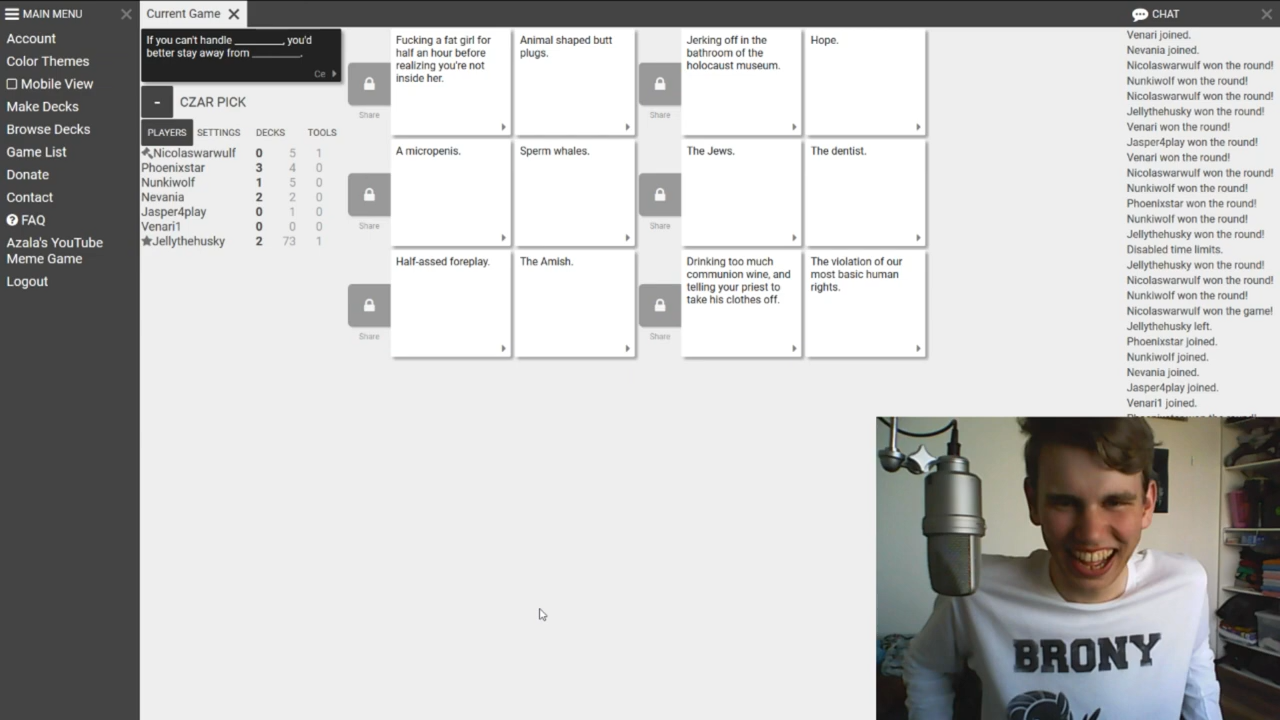 MAIN MENU
Account
Color Themes
Mobile View
Make Decks
Browse Decks
Game List
Donate
Contact
FAQ
Azala's YouTube
Meme Game
Logout
Current Game
If you can't handle ________, you'd
better stay away from ________.
Ce
-
CZAR PICK
PLAYERS SETTINGS DECKS TOOLS
Nicolaswarwulf 0 5 1
Phoenixstar 3 4 0
Nunkiwolf 1 5 0
Nevania 2 2 0
Jasper4play 0 1 0
Venari1 0 0 0
Jellythehusky 2 73 1
Share
Fucking a fat girl for
half an hour before
realizing you're not
inside her.
Animal shaped butt
plugs.
Share
Jerking off in the
bathroom of the
holocaust museum.
Hope.
Share
A micropenis.
Sperm whales.
Share
The Jews.
The dentist.
Share
Half-assed foreplay.
The Amish.
Share
Drinking too much
communion wine, and
telling your priest to
take his clothes off.
The violation of our
most basic human
rights.
CHAT
Venari joined.
Nevania joined.
Nicolaswarwulf won the round!
Nunkiwolf won the round!
Nicolaswarwulf won the round!
Jellythehusky won the round!
Venari won the round!
Jasper4play won the round!
Venari won the round!
Nicolaswarwulf won the round!
Nunkiwolf won the round!
Phoenixstar won the round!
Nunkiwolf won the round!
Jellythehusky won the round!
Disabled time limits.
Jellythehusky won the round!
Nicolaswarwulf won the round!
Nunkiwolf won the round!
Nicolaswarwulf won the game!
Jellythehusky left.
Phoenixstar joined.
Nunkiwolf joined.
Nevania joined.
Jasper4play joined.
Venari1 joined.
BRONY